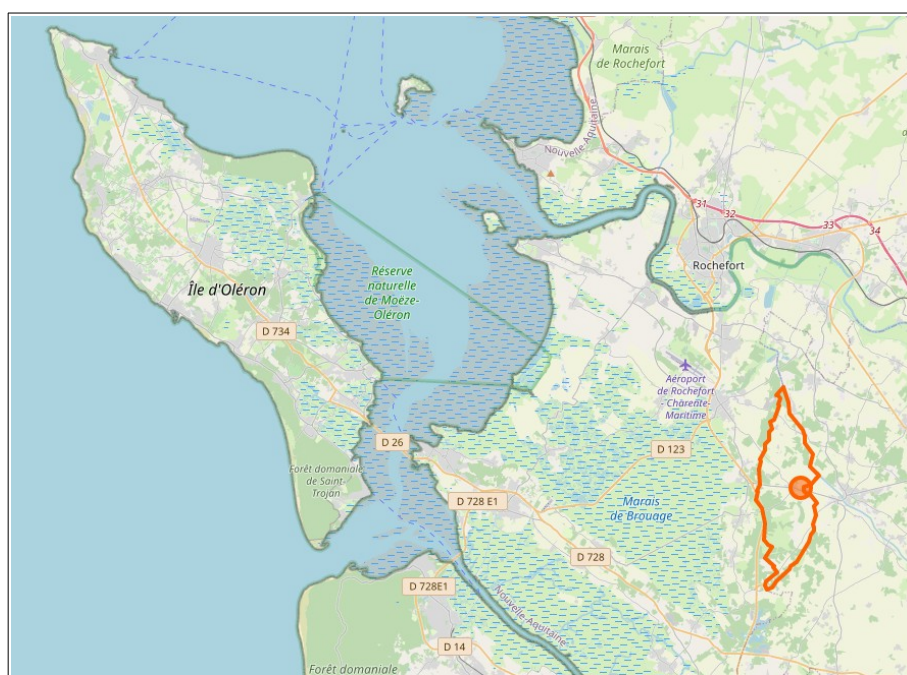 Marais
de Rochefort
Nouvelle-Aquitaine
31
32
33
34
Rochefort
Réserve
naturelle
de Moëze-
Oléron
Île d'Oléron
D 734
Aéroport
de Rochefort
-Charente-
Maritime
D 26
D 123
Forêt domaniale
de Saint-
Trojan
D 728 E1
Marais
de Brouage
D 728
D 728E1
Nouvelle-Aquitaine
D 14
Forêt domaniale